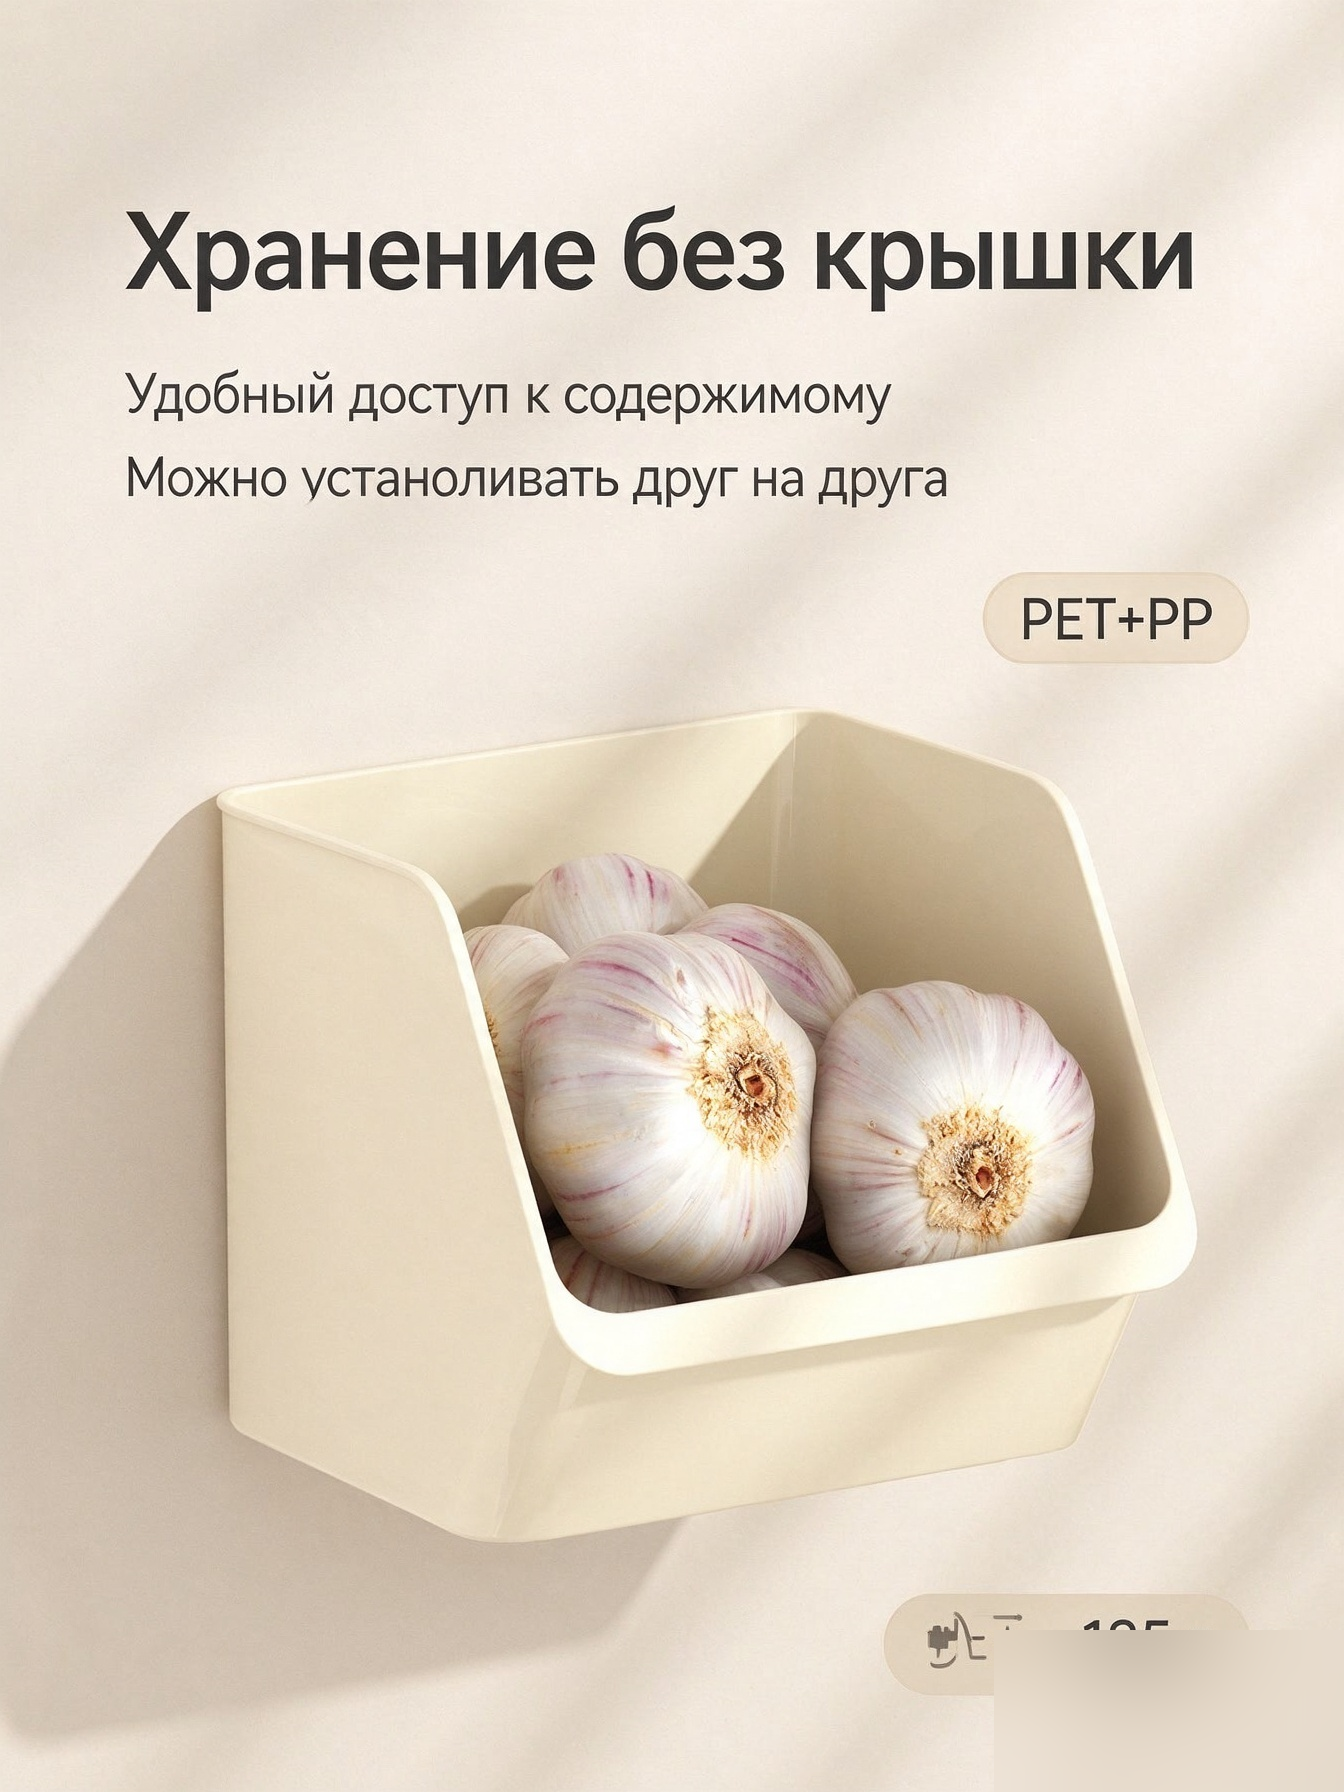 Хранение без крышки
Удобный доступ к содержимому
Можно устаноливать друг на друга
PET+PP